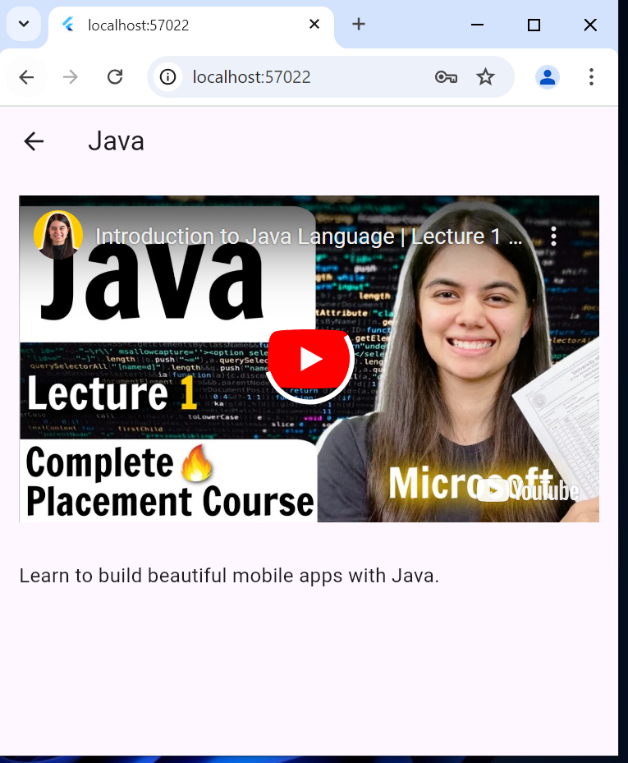 localhost:57022
localhost:57022
Java
Introduction to Java Language | Lecture 1 ...
Java
Lecture 1
Complete🔥
Placement Course
Microsoft
YouTube
Learn to build beautiful mobile apps with Java.